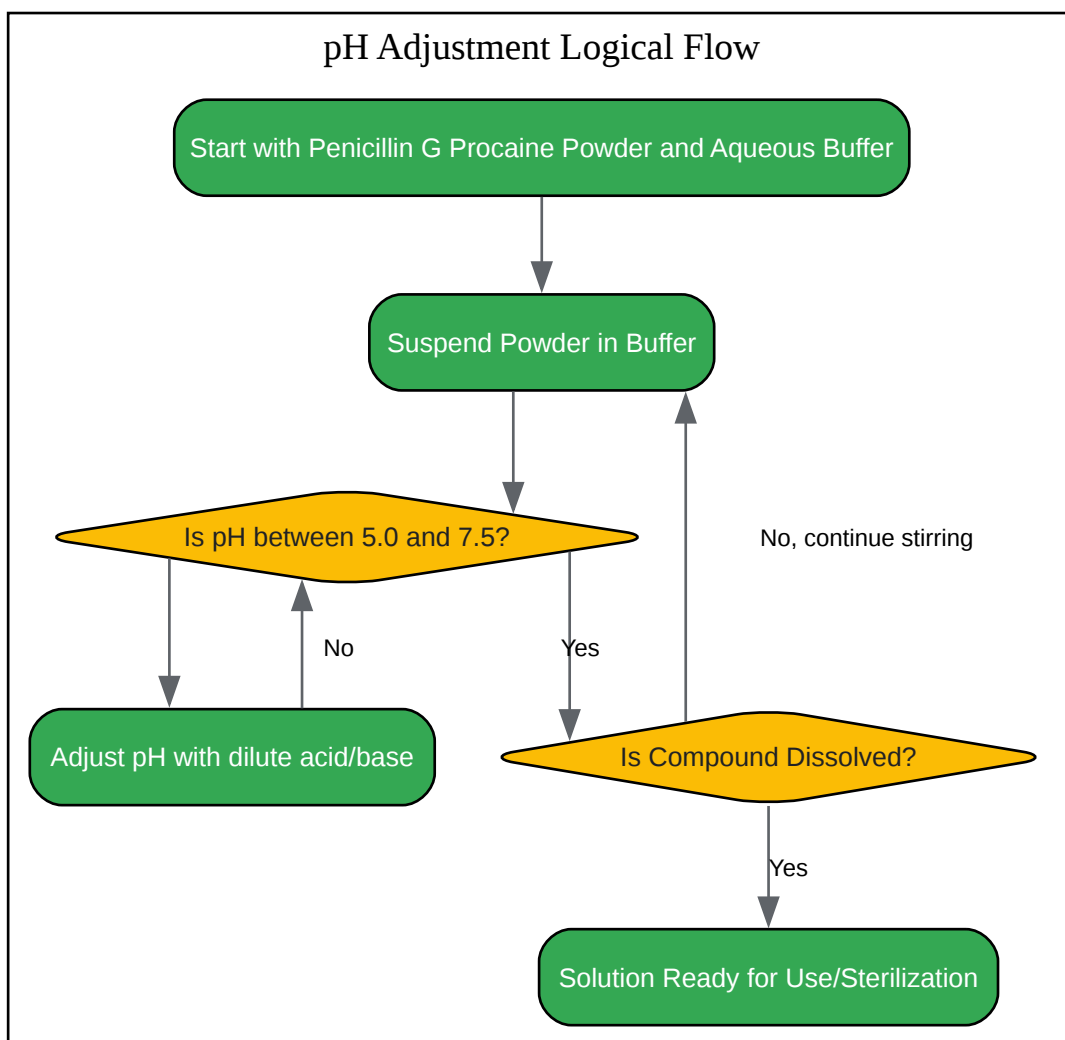 pH Adjustment Logical Flow
Start with Penicillin G Procaine Powder and Aqueous Buffer
Suspend Powder in Buffer
Is pH between 5.0 and 7.5?
No, continue stirring
No
Yes
Adjust pH with dilute acid/base
Is Compound Dissolved?
Yes
Solution Ready for Use/Sterilization